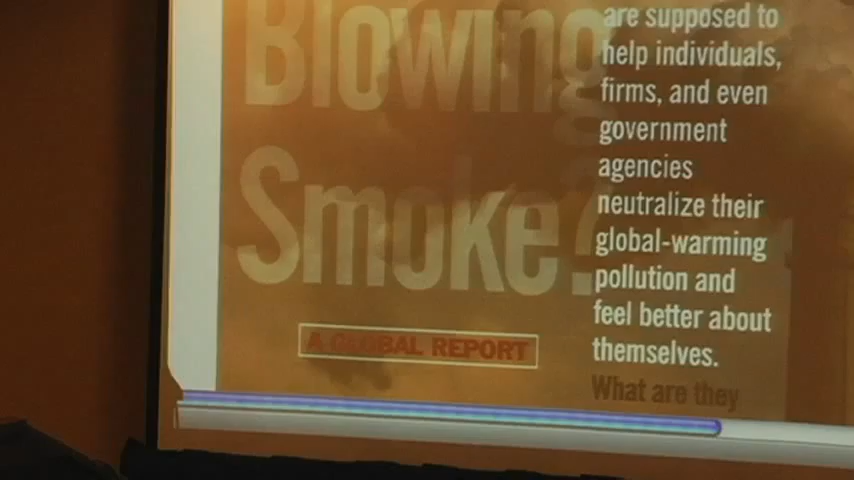 Blowing
Smoke?
A GLOBAL REPORT
are supposed to
help individuals,
firms, and even
government
agencies
neutralize their
global-warming
pollution and
feel better about
themselves.
What are they